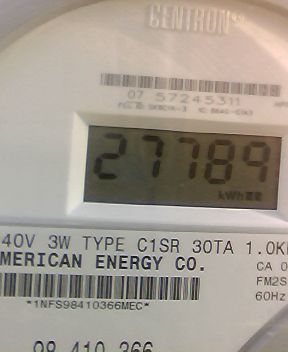 CENTRON
07 57245311
27789
kWh
40V 3W TYPE C1SR 30TA 1.0K
MERICAN ENERGY CO.
CA 0
FM2S
60Hz
*1NFS98410366MEC*
98 410 366